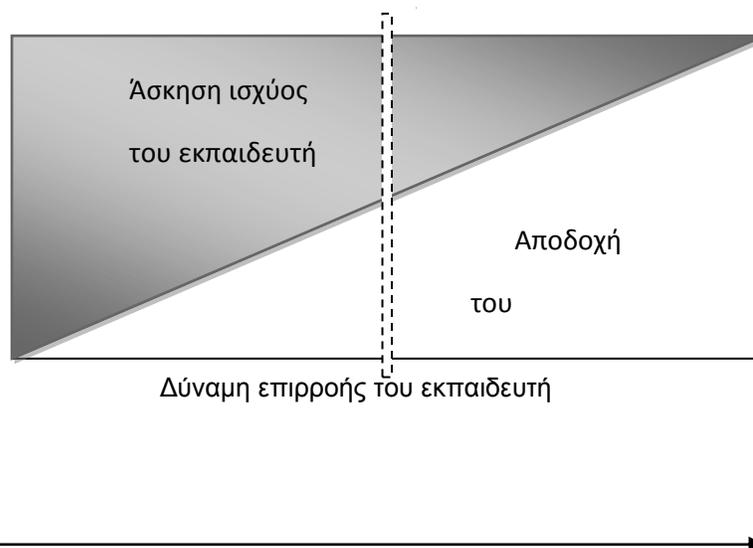 Άσκηση ισχύος
του εκπαιδευτή
Αποδοχή
του
Δύναμη επιρροής του εκπαιδευτή